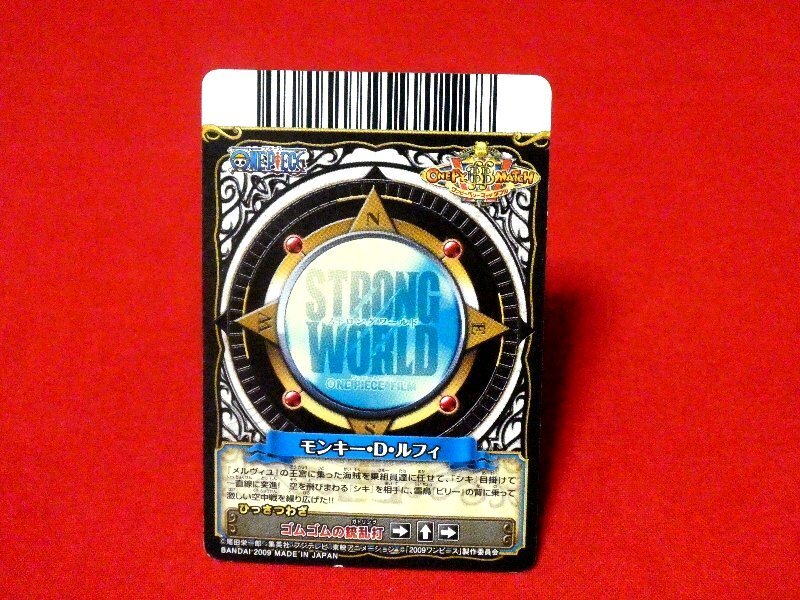 ONE PIECE
ONE PY BB MATCH
N
STRONG
ストロング ワールド
WORLD
ONE PIECE FILM
W
E
S
モンキー・D・ルフィ
「メルヴィユ」の王宮に集った海賊を乗組員達に任せて、「シキ」目掛けて
一直線に突進! 空を飛びまわる「シキ」を相手に、雷鳥“ビリー”の背に乗って
激しい空中戦を繰り広げた!!
ひっさつわざ
ゴムゴムの銃乱打 → ↑ →
©尾田栄一郎/集英社・フジテレビ・東映アニメーション ©「2009ワンピース」製作委員会
BANDAI 2009 MADE IN JAPAN